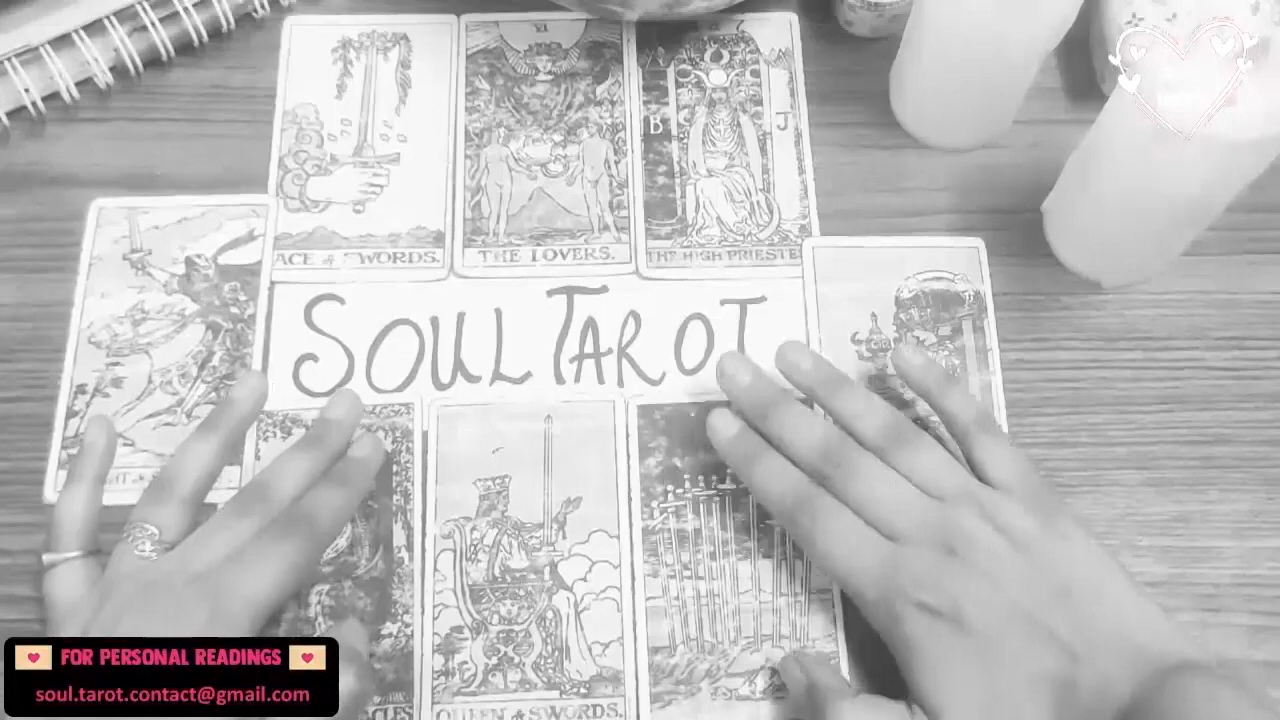 VI
ACE of SWORDS.
THE LOVERS.
THE HIGH PRIESTE
B
J
SOUL TAROT
QUEEN of SWORDS.
FOR PERSONAL READINGS
soul.tarot.contact@gmail.com